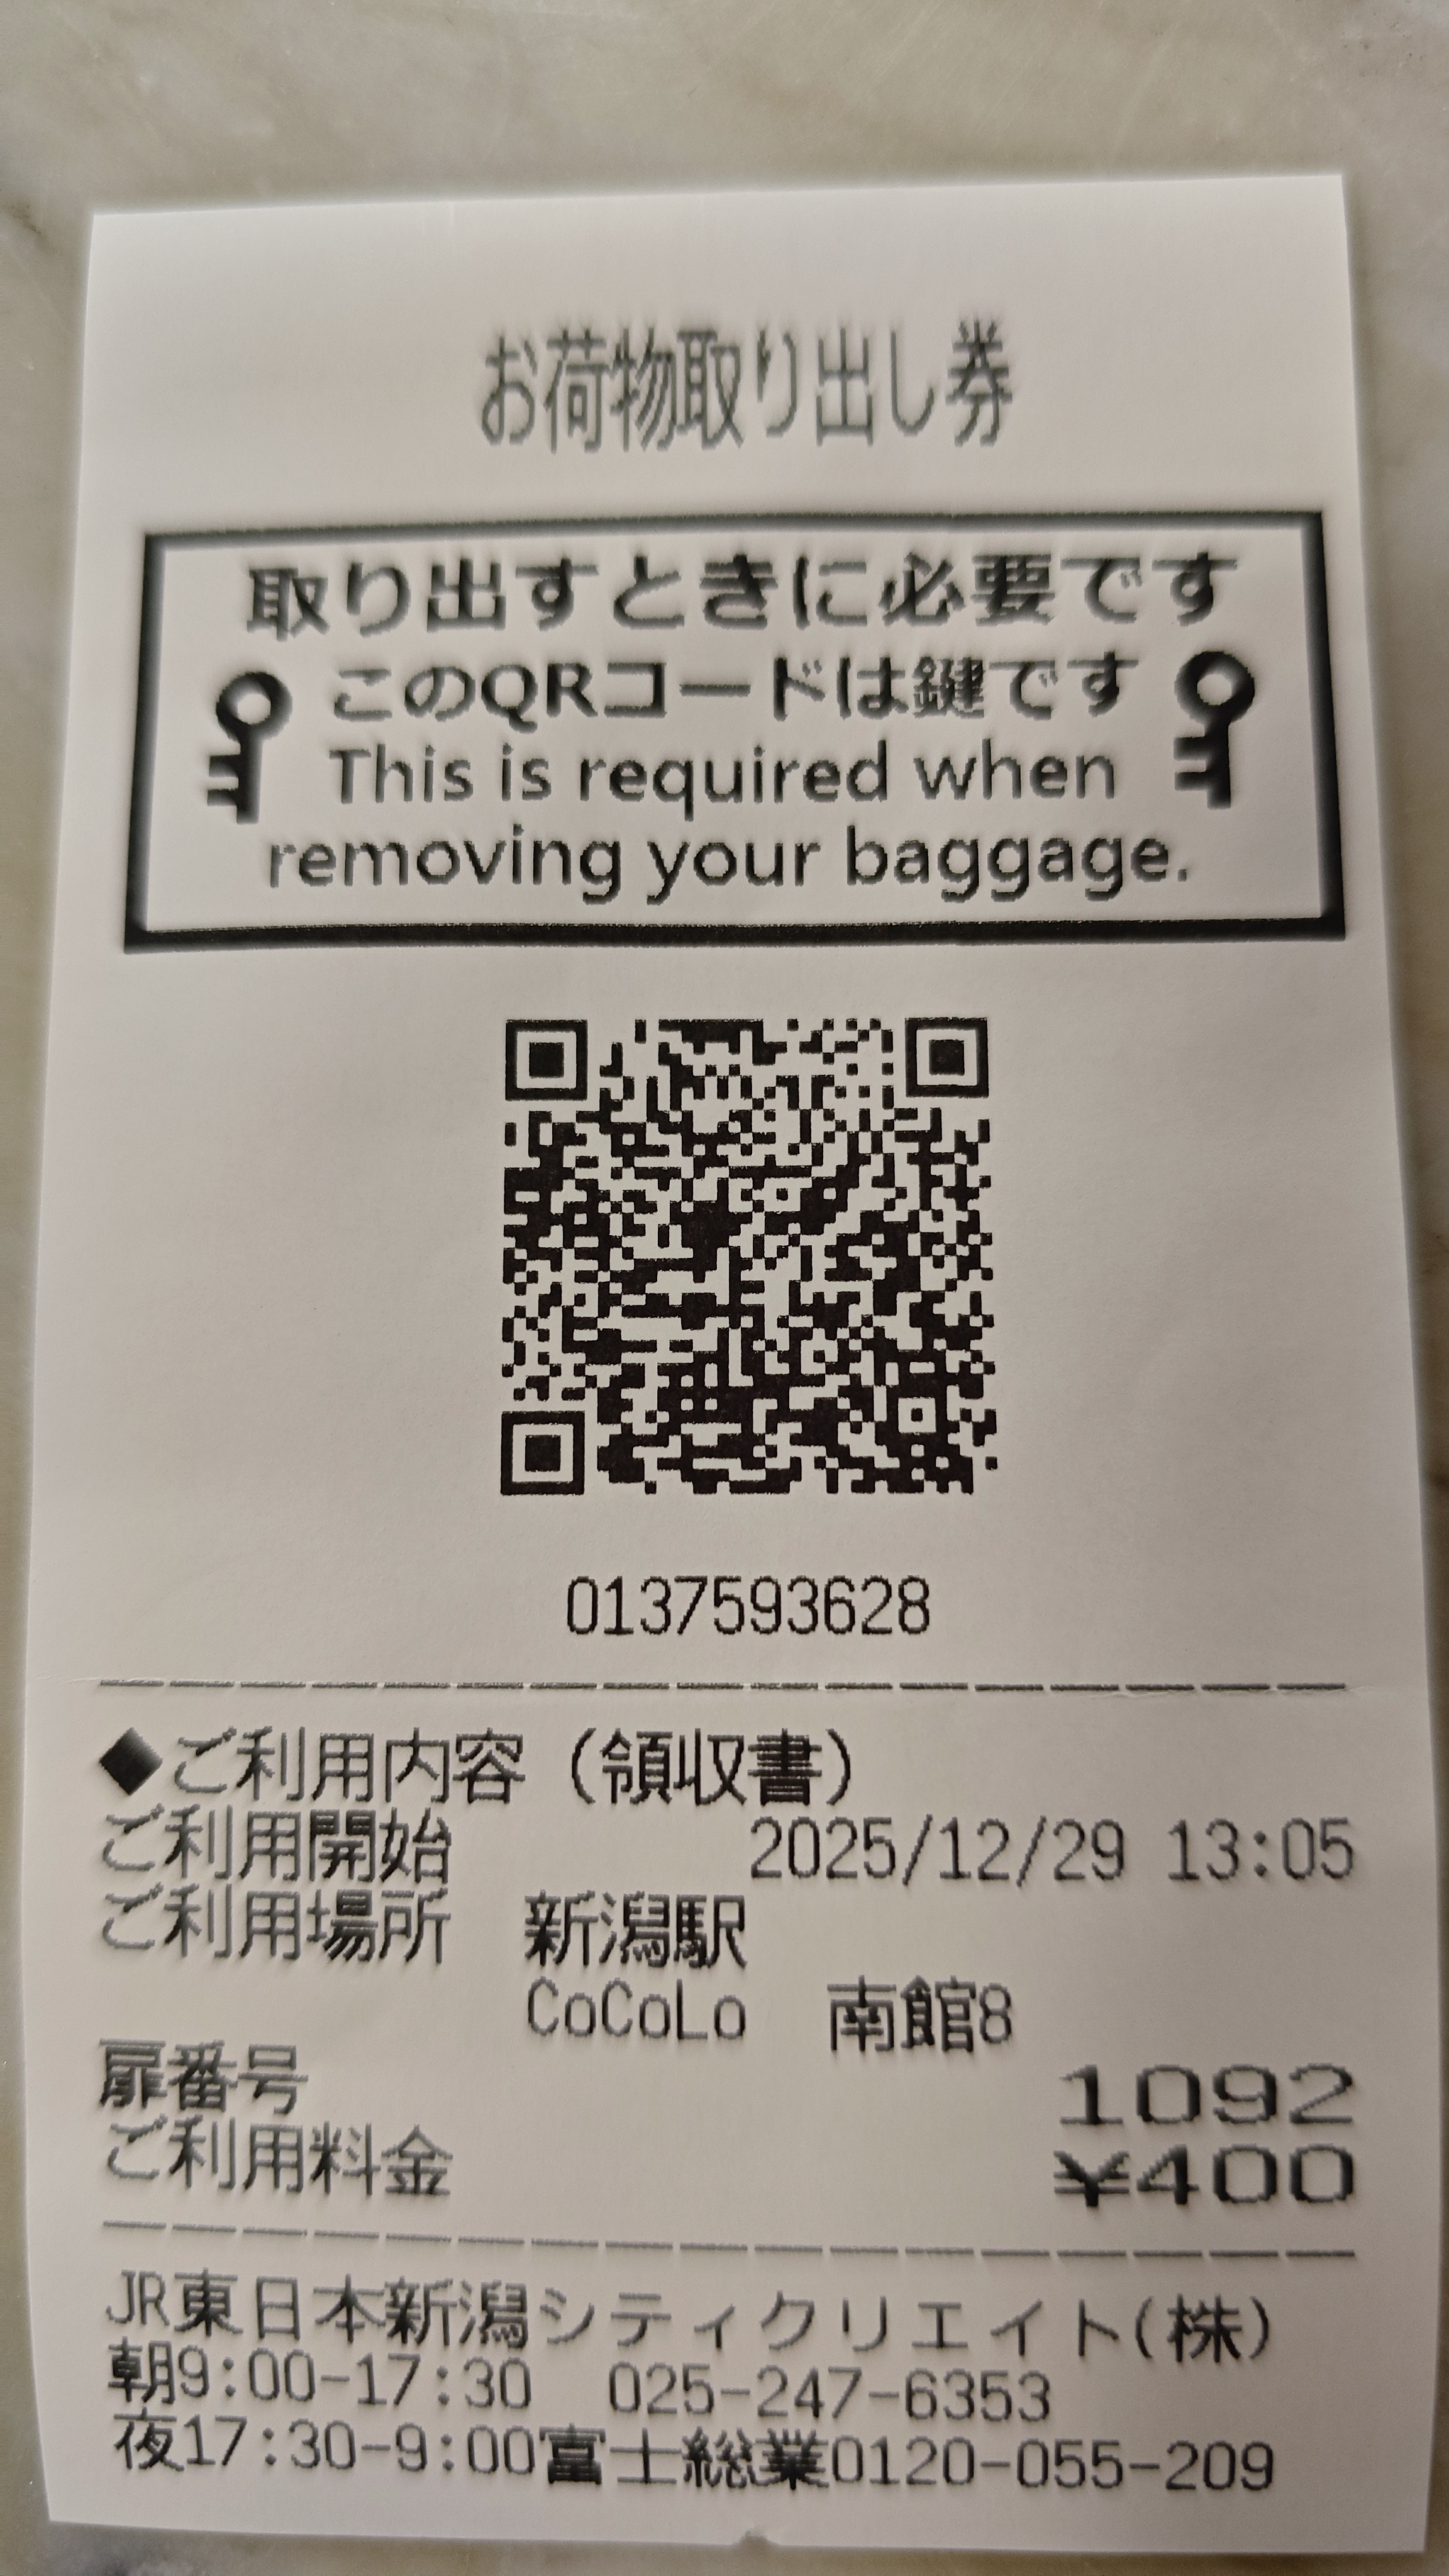 お荷物取り出し券
取り出すときに必要です
このQRコードは鍵です
This is required when
removing your baggage.
0137593628
◆ご利用内容（領収書）
ご利用開始 2025/12/29 13:05
ご利用場所 新潟駅
CoCoLo 南館8
扉番号 1092
ご利用料金 ¥400
JR東日本新潟シティクリエイト(株)
朝9:00-17:30 025-247-6353
夜17:30-9:00富士総業0120-055-209